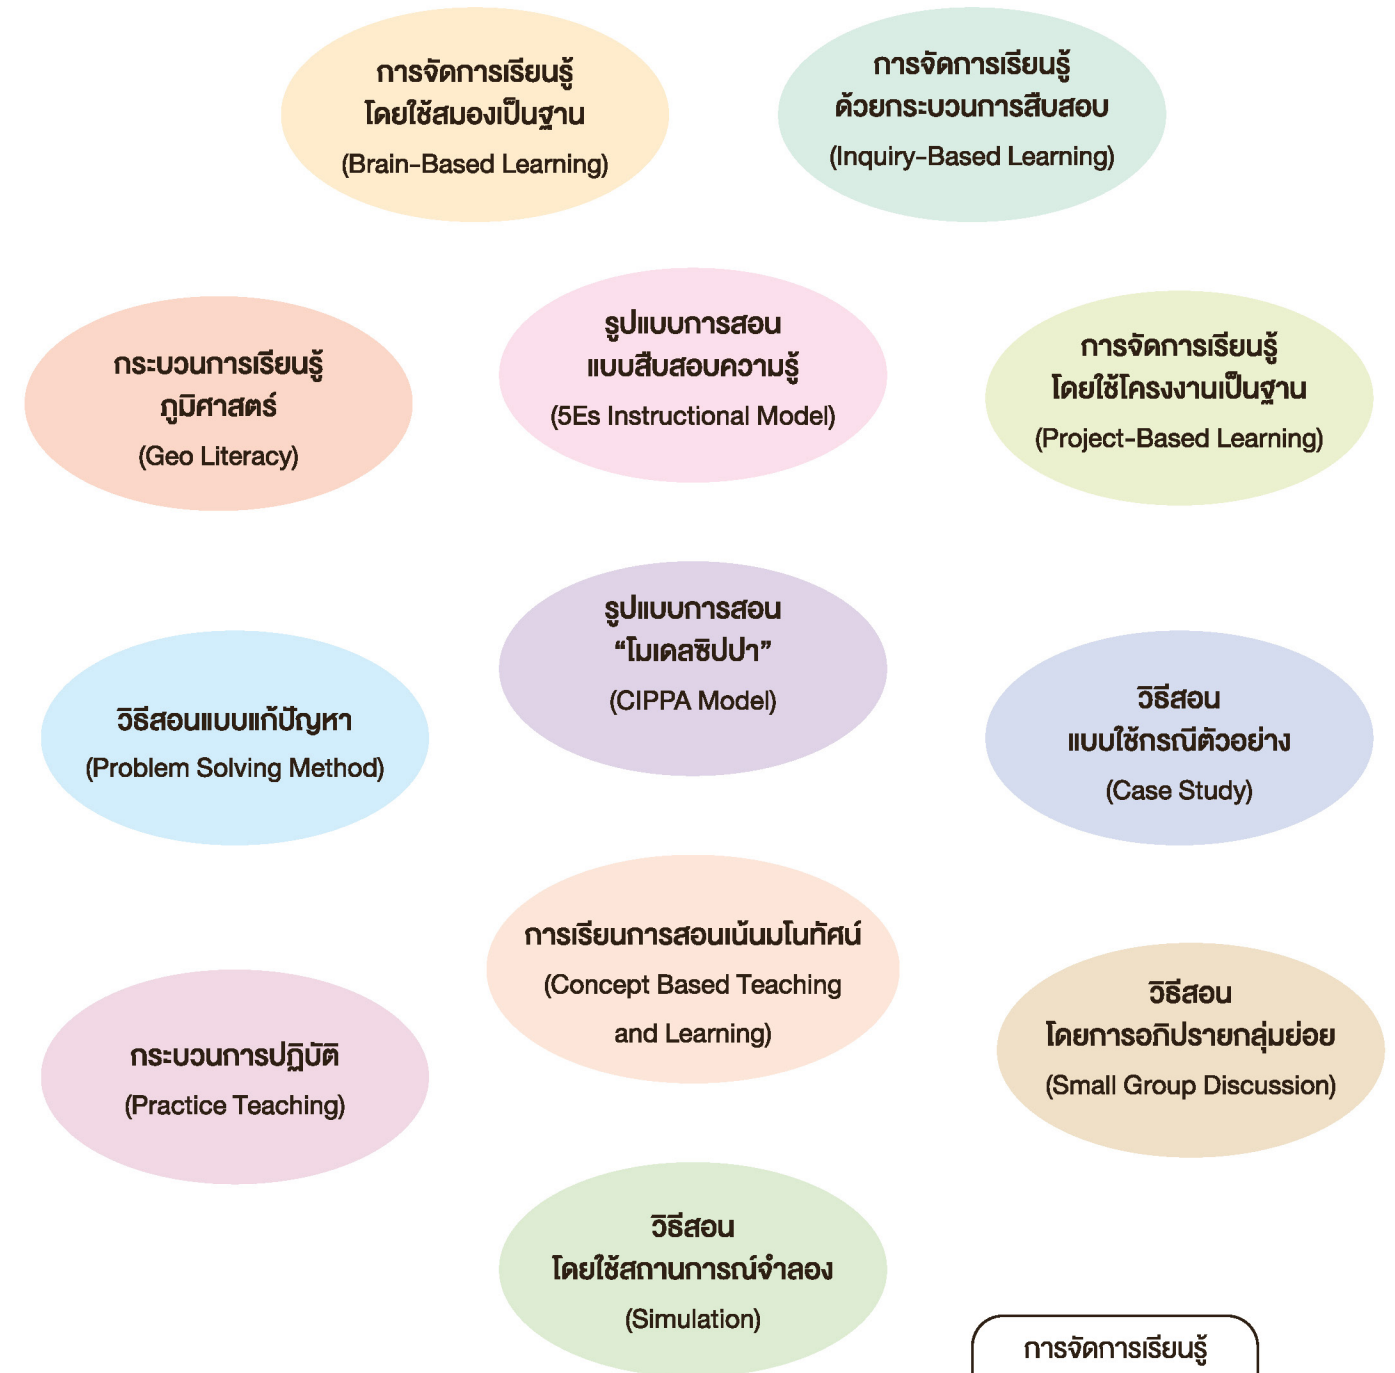 การจัดการเรียนรู้
โดยใช้สมองเป็นฐาน
(Brain-Based Learning)
การจัดการเรียนรู้
ด้วยกระบวนการสืบสอบ
(Inquiry-Based Learning)
กระบวนการเรียนรู้
ภูมิศาสตร์
(Geo Literacy)
รูปแบบการสอน
แบบสืบสอบความรู้
(5Es Instructional Model)
การจัดการเรียนรู้
โดยใช้โครงงานเป็นฐาน
(Project-Based Learning)
วิธีสอนแบบแก้ปัญหา
(Problem Solving Method)
รูปแบบการสอน
“โมเดลซิปปา”
(CIPPA Model)
วิธีสอน
แบบใช้กรณีตัวอย่าง
(Case Study)
กระบวนการปฏิบัติ
(Practice Teaching)
การเรียนการสอนเน้นมโนทัศน์
(Concept Based Teaching
and Learning)
วิธีสอน
โดยการอภิปรายกลุ่มย่อย
(Small Group Discussion)
วิธีสอน
โดยใช้สถานการณ์จำลอง
(Simulation)
การจัดการเรียนรู้